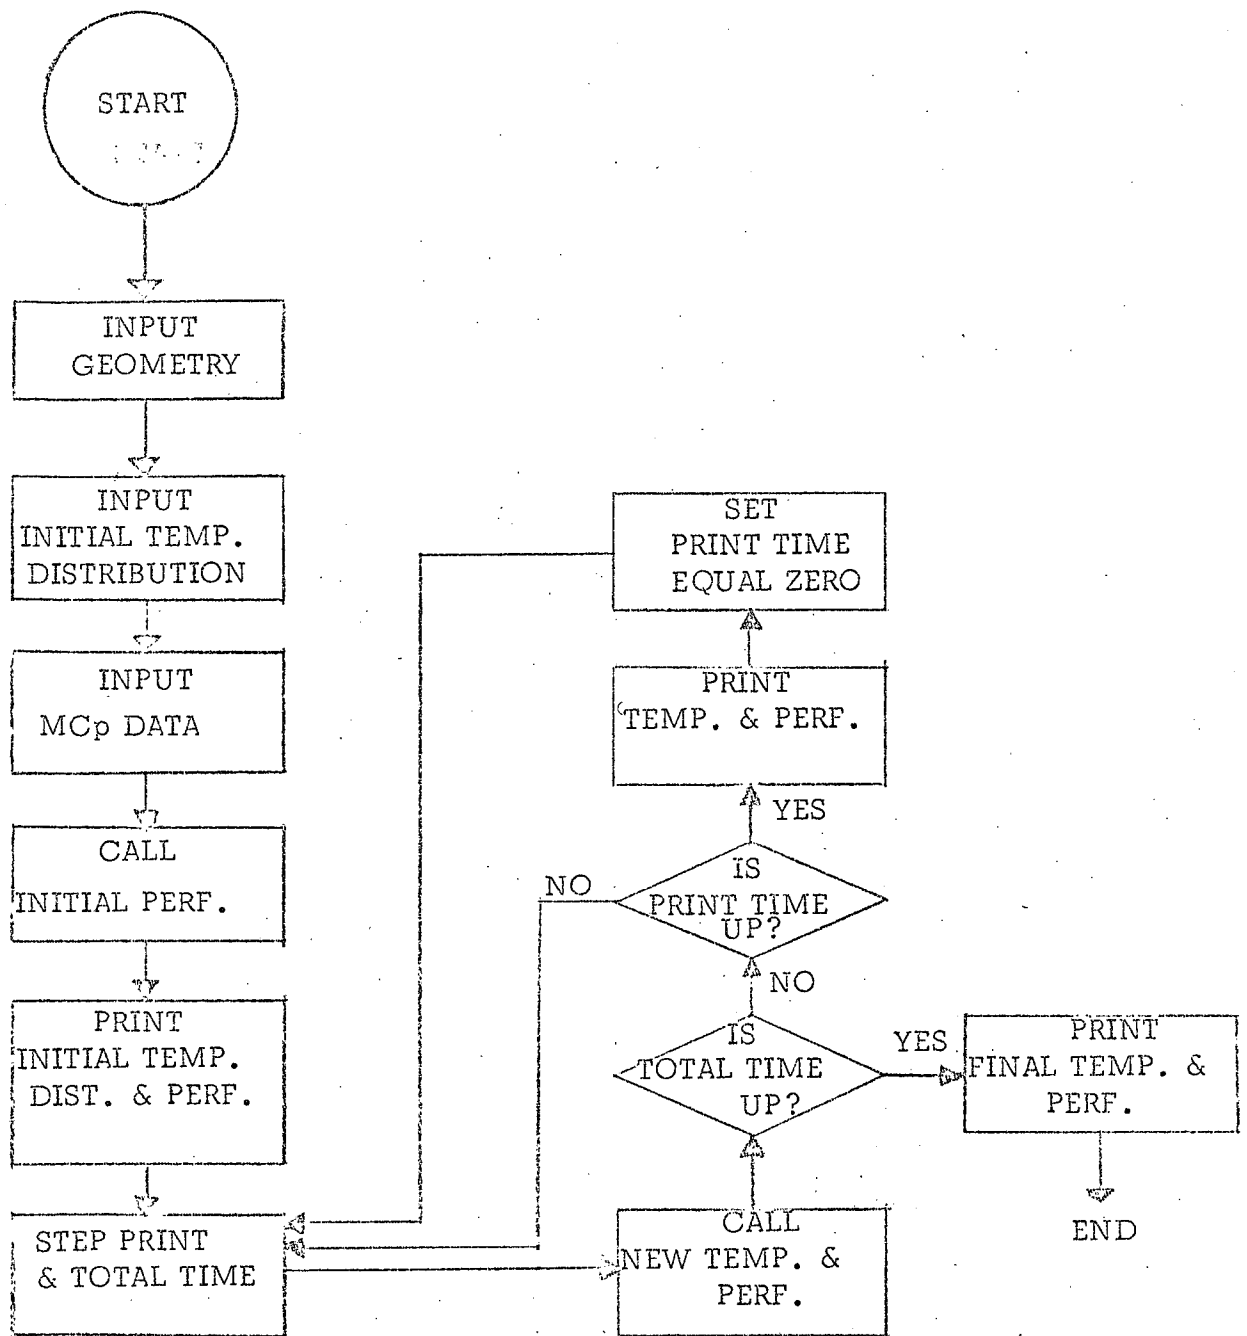 START
INPUT
GEOMETRY
INPUT
INITIAL TEMP.
DISTRIBUTION
INPUT
MCp DATA
CALL
INITIAL PERF.
PRINT
INITIAL TEMP.
DIST. & PERF.
STEP PRINT
& TOTAL TIME
CALL
NEW TEMP. &
PERF.
IS
TOTAL TIME
UP?
YES
PRINT
FINAL TEMP. &
PERF.
END
NO
IS
PRINT TIME
UP?
NO
YES
PRINT
TEMP. & PERF.
SET
PRINT TIME
EQUAL ZERO